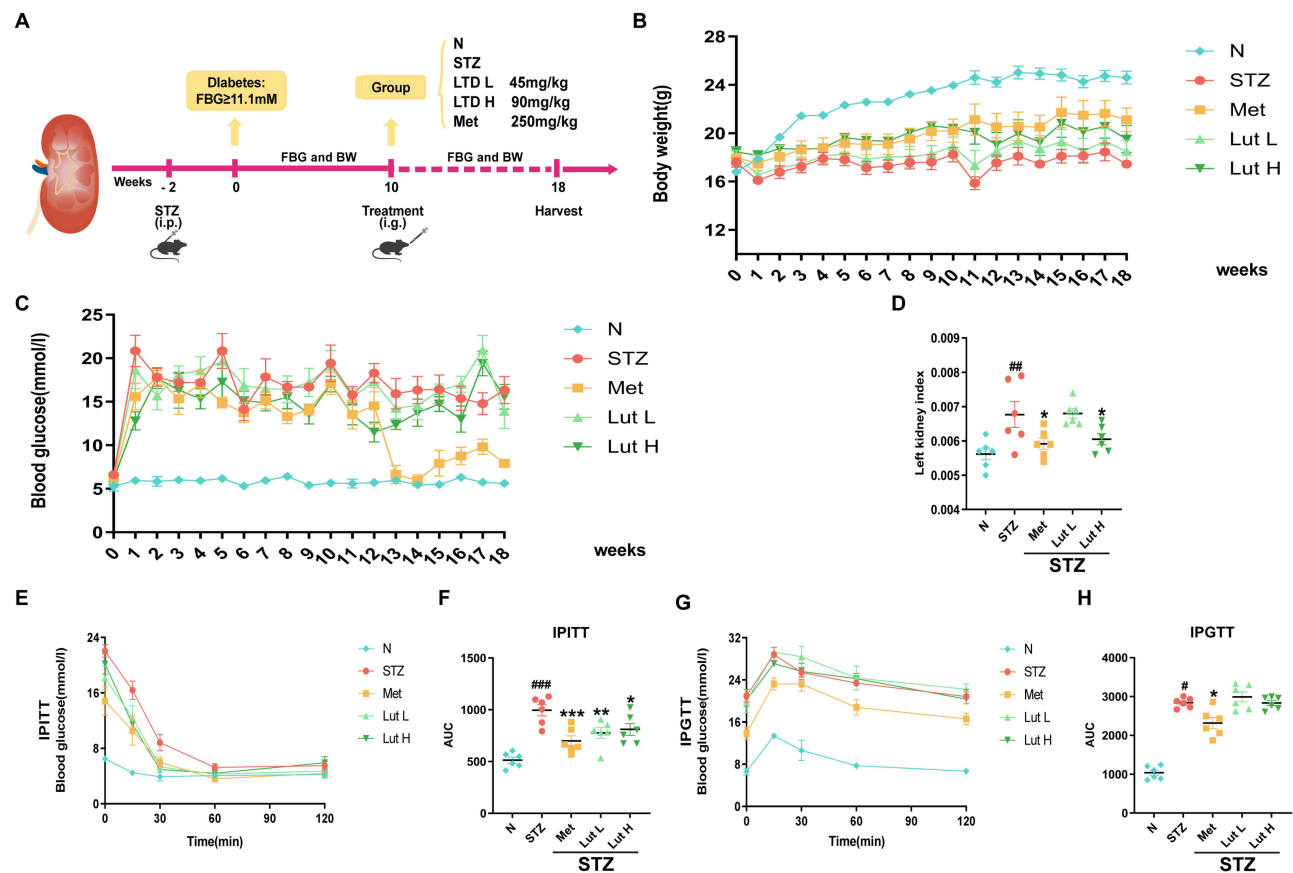 A
Diabetes:
FBG≥11.1mM
Group
N
STZ
LTD L 45mg/kg
LTD H 90mg/kg
Met 250mg/kg
FBG and BW
FBG and BW
Weeks
-2
0
10
18
STZ
(i.p.)
Treatment
(i.g.)
Harvest
B
Body weight(g)
28
24
20
16
12
0 1 2 3 4 5 6 7 8 9 10 11 12 13 14 15 16 17 18
weeks
N
STZ
Met
Lut L
Lut H
C
Blood glucose(mmol/l)
25
20
15
10
5
0
0 1 2 3 4 5 6 7 8 9 10 11 12 13 14 15 16 17 18
weeks
N
STZ
Met
Lut L
Lut H
D
Left kidney index
0.009
0.008
0.007
0.006
0.005
0.004
##
*
*
N STZ Met Lut L Lut H
STZ
E
IPITT
Blood glucose(mmol/l)
24
16
8
0
0 30 60 90 120
Time(min)
N
STZ
Met
Lut L
Lut H
F
IPITT
AUC
1500
1000
500
0
###
***
**
*
N STZ Met Lut L Lut H
STZ
G
IPGTT
Blood glucose(mmol/l)
32
24
16
8
0
0 30 60 90 120
Time(min)
N
STZ
Met
Lut L
Lut H
H
IPGTT
AUC
4000
3000
2000
1000
0
#
*
N STZ Met Lut L Lut H
STZ